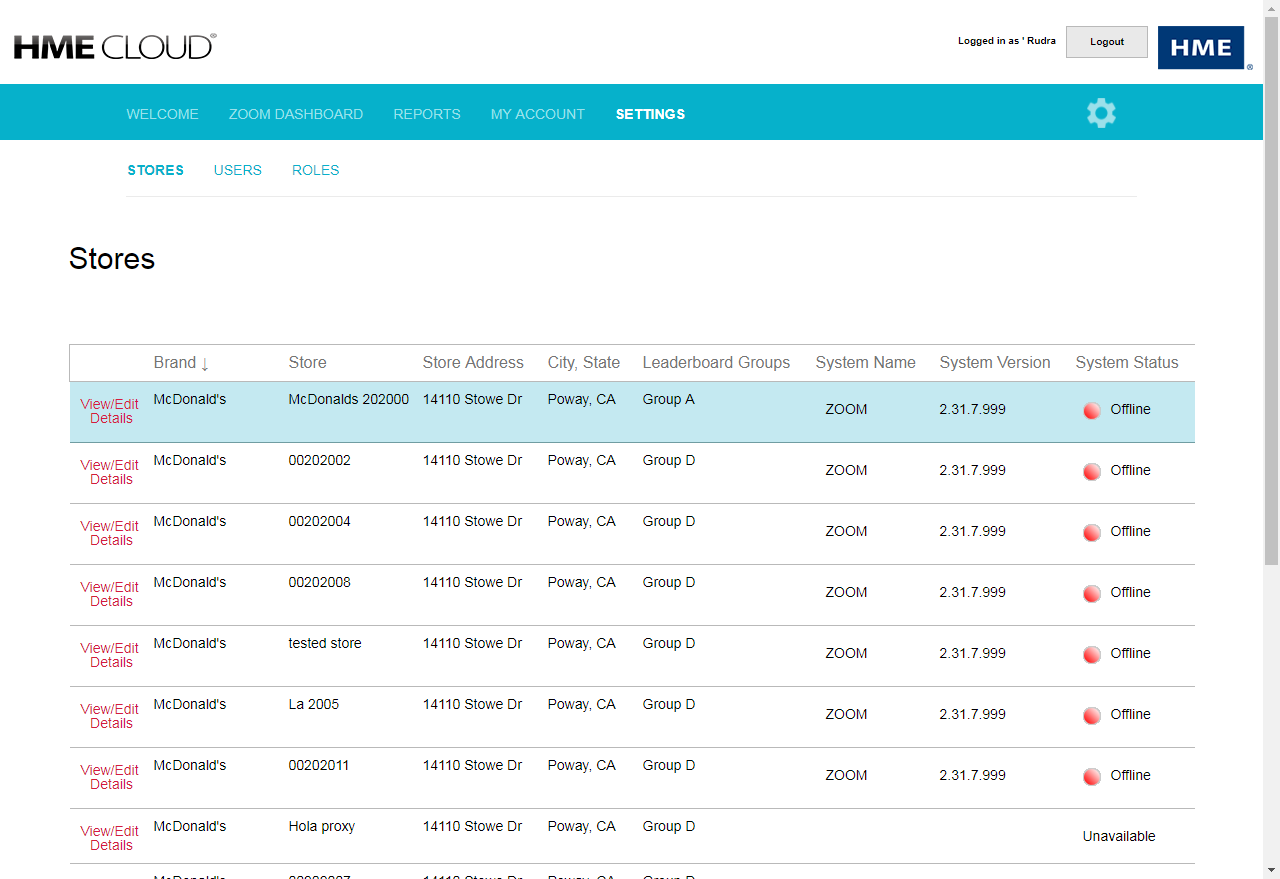 HME CLOUD®
Logged in as ' Rudra Logout HME ®
WELCOME ZOOM DASHBOARD REPORTS MY ACCOUNT SETTINGS
STORES USERS ROLES
Stores
Brand ↓ Store Store Address City, State Leaderboard Groups System Name System Version System Status
View/Edit Details McDonald's McDonalds 202000 14110 Stowe Dr Poway, CA Group A ZOOM 2.31.7.999 Offline
View/Edit Details McDonald's 00202002 14110 Stowe Dr Poway, CA Group D ZOOM 2.31.7.999 Offline
View/Edit Details McDonald's 00202004 14110 Stowe Dr Poway, CA Group D ZOOM 2.31.7.999 Offline
View/Edit Details McDonald's 00202008 14110 Stowe Dr Poway, CA Group D ZOOM 2.31.7.999 Offline
View/Edit Details McDonald's tested store 14110 Stowe Dr Poway, CA Group D ZOOM 2.31.7.999 Offline
View/Edit Details McDonald's La 2005 14110 Stowe Dr Poway, CA Group D ZOOM 2.31.7.999 Offline
View/Edit Details McDonald's 00202011 14110 Stowe Dr Poway, CA Group D ZOOM 2.31.7.999 Offline
View/Edit Details McDonald's Hola proxy 14110 Stowe Dr Poway, CA Group D Unavailable